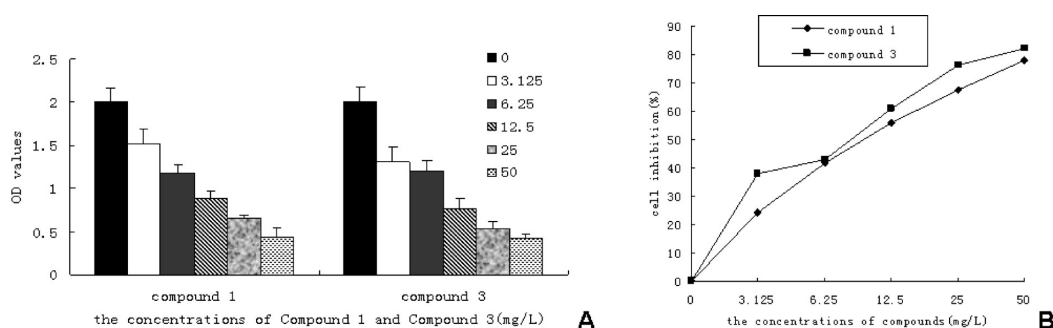 2.5
2
1.5
1
0.5
0
OD values
0
3.125
6.25
12.5
25
50
compound 1 compound 3
the concentrations of Compound 1 and Compound 3(mg/L)
A
compound 1
compound 3
90
80
70
60
50
40
30
20
10
0
cell inhibition(%)
0 3.125 6.25 12.5 25 50
the concentrations of compounds(mg/L)
B